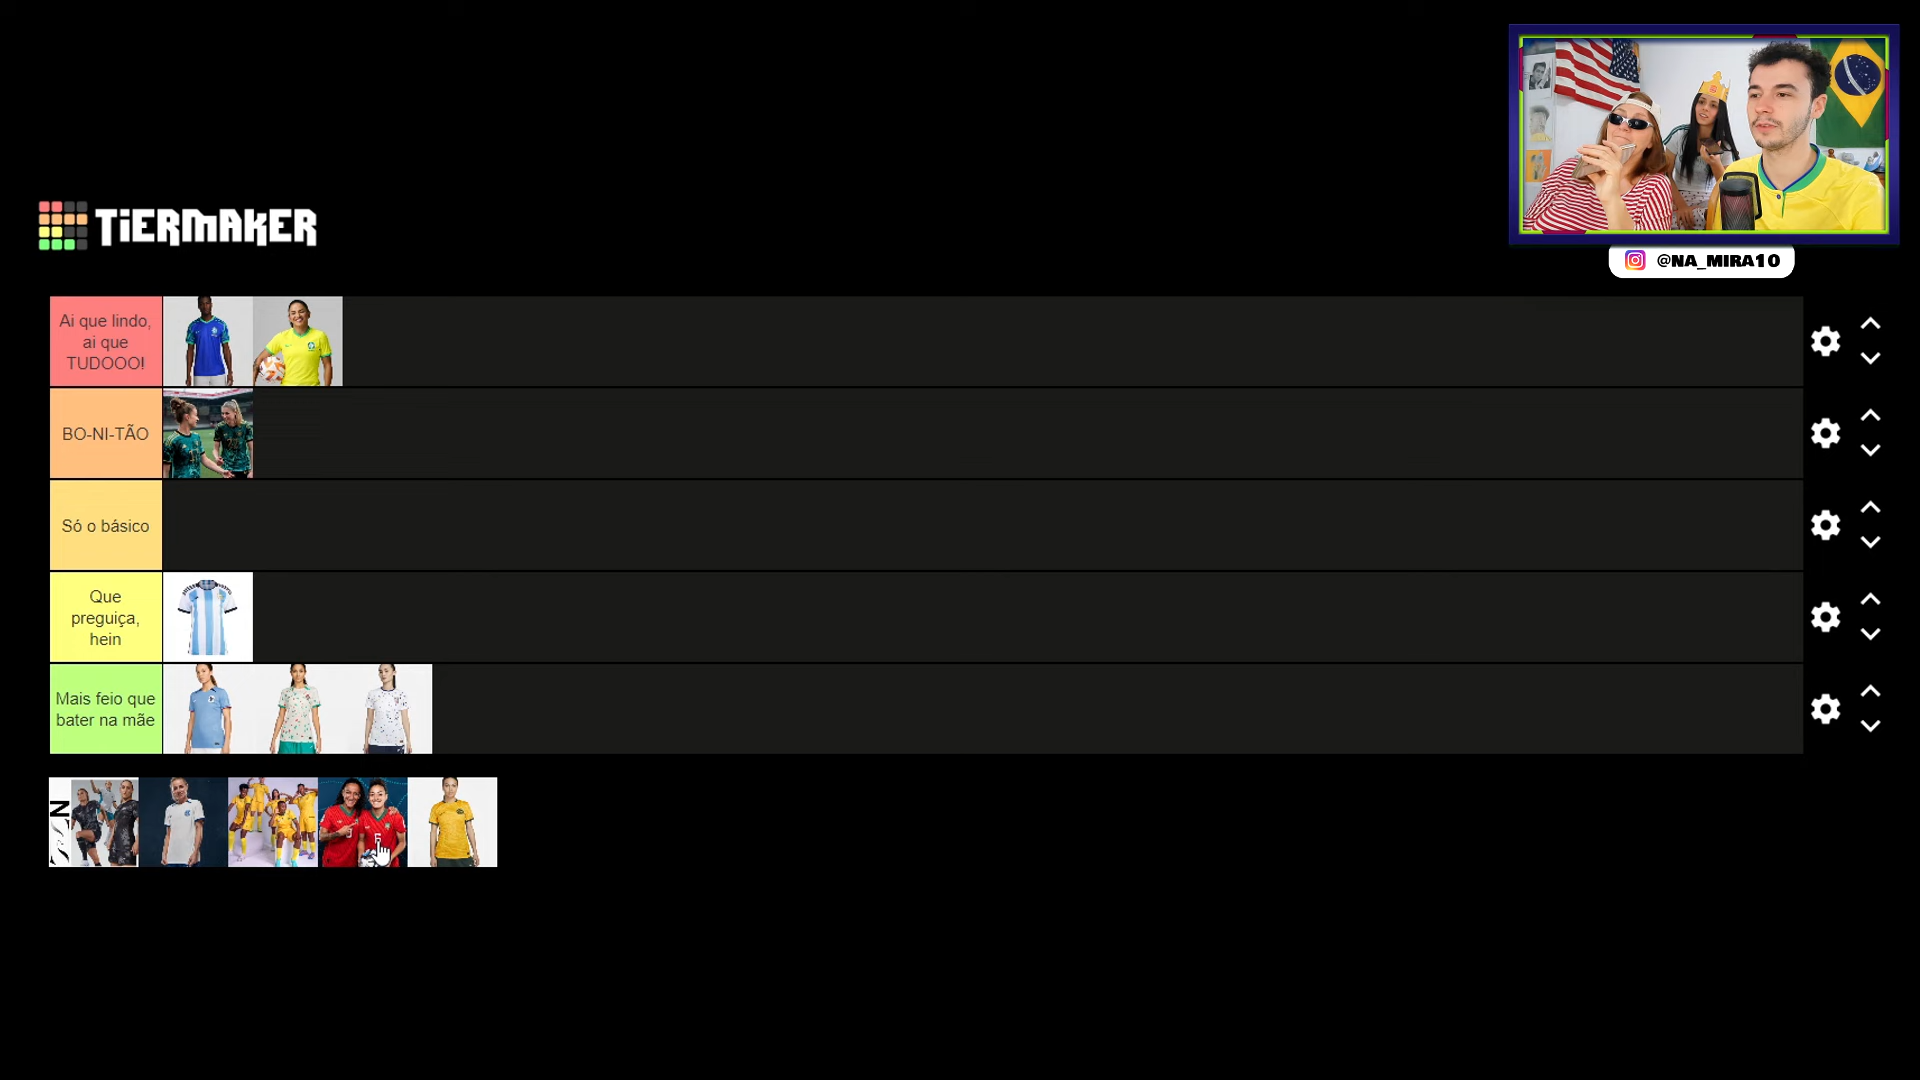 TiERMAKER
@NA_MIRA10
Ai que lindo,
ai que
TUDOOO!
BO-NI-TÃO
Só o básico
Que
preguiça,
hein
Mais feio que
bater na mãe